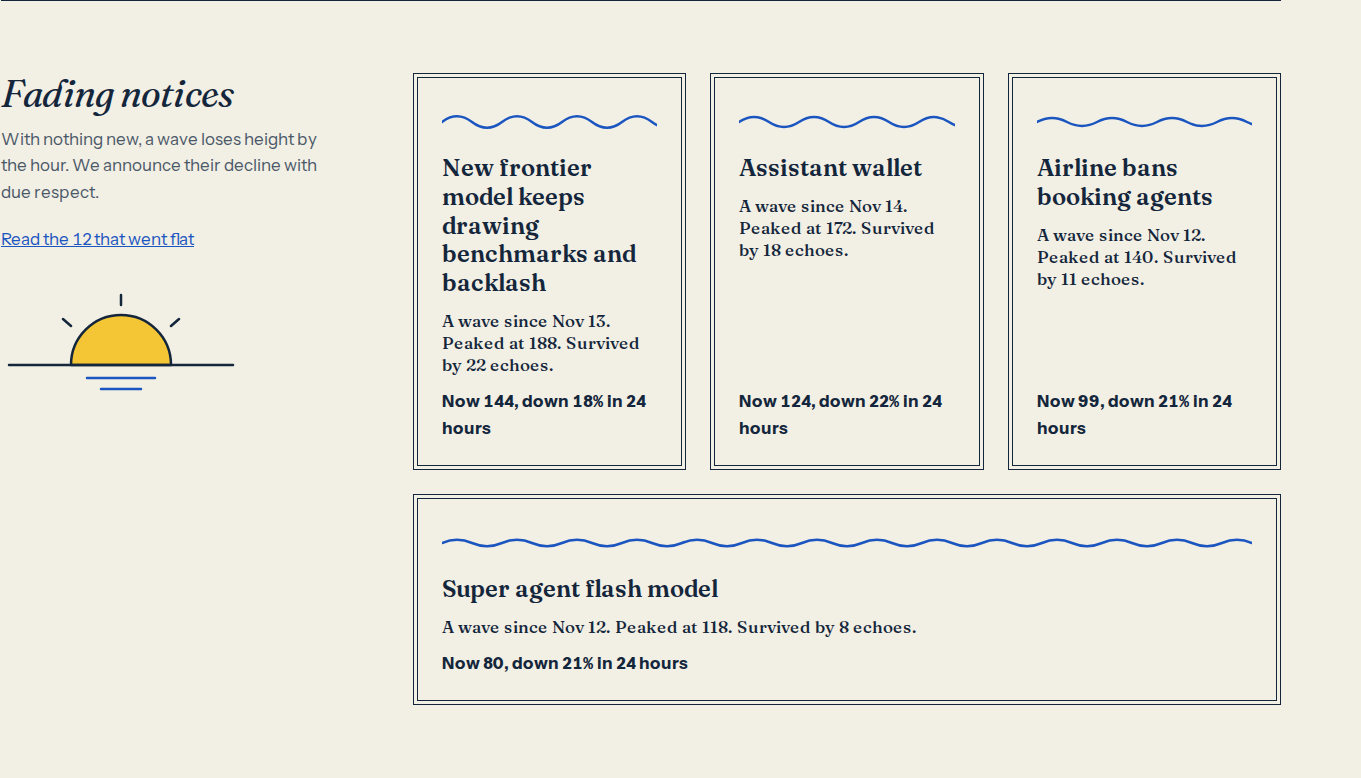 Fading notices
With nothing new, a wave loses height by
the hour. We announce their decline with
due respect.
Read the 12 that went flat
New frontier
model keeps
drawing
benchmarks and
backlash
A wave since Nov 13.
Peaked at 188. Survived
by 22 echoes.
Now 144, down 18% in 24
hours
Assistant wallet
A wave since Nov 14.
Peaked at 172. Survived
by 18 echoes.
Now 124, down 22% in 24
hours
Airline bans
booking agents
A wave since Nov 12.
Peaked at 140. Survived
by 11 echoes.
Now 99, down 21% in 24
hours
Super agent flash model
A wave since Nov 12. Peaked at 118. Survived by 8 echoes.
Now 80, down 21% in 24 hours